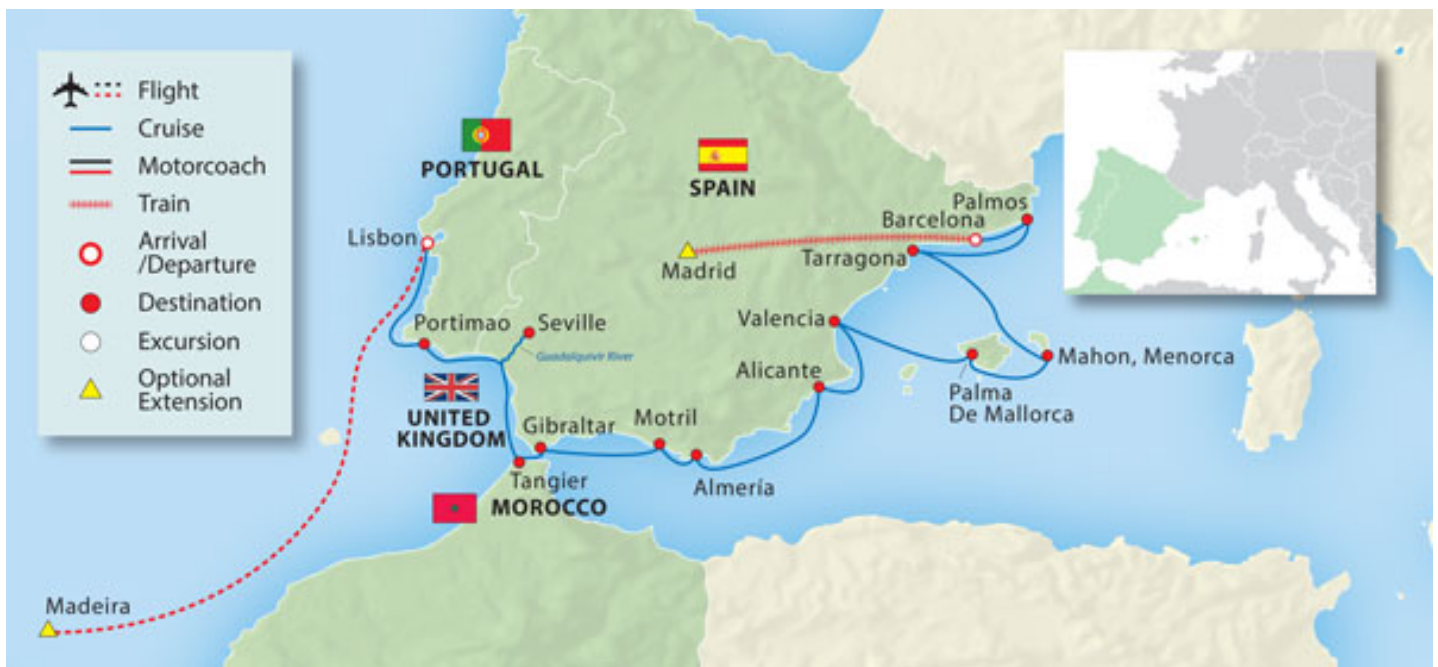 Flight
Cruise
Motorcoach
Train
Arrival
/Departure
Destination
Excursion
Optional
Extension
PORTUGAL
SPAIN
Lisbon
Madrid
Barcelona
Palmos
Tarragona
Portimao
Seville
Guadalquivir River
Valencia
Alicante
Mahon, Menorca
Palma
De Mallorca
UNITED
KINGDOM
Gibraltar
Motril
Almería
Tangier
MOROCCO
Madeira